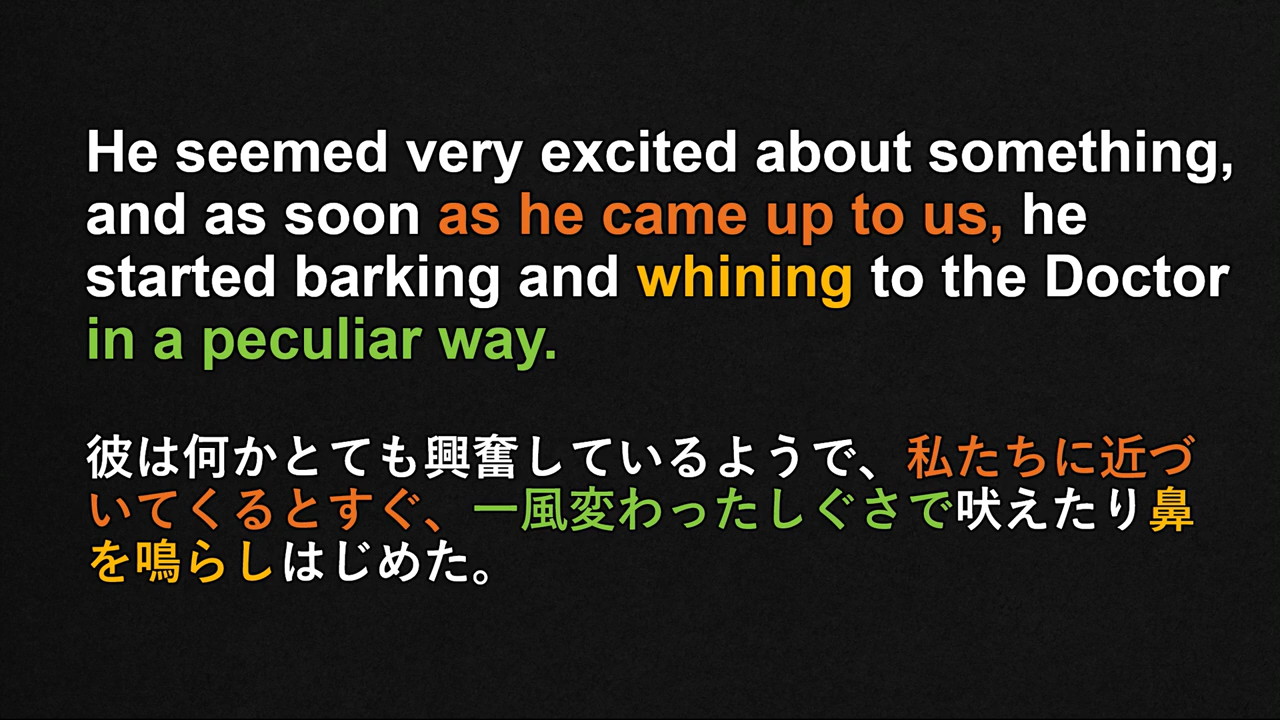 He seemed very excited about something,
and as soon as he came up to us, he
started barking and whining to the Doctor
in a peculiar way.
彼は何かとても興奮しているようで、私たちに近づ
いてくるとすぐ、一風変わったしぐさで吠えたり鼻
を鳴らしはじめた。